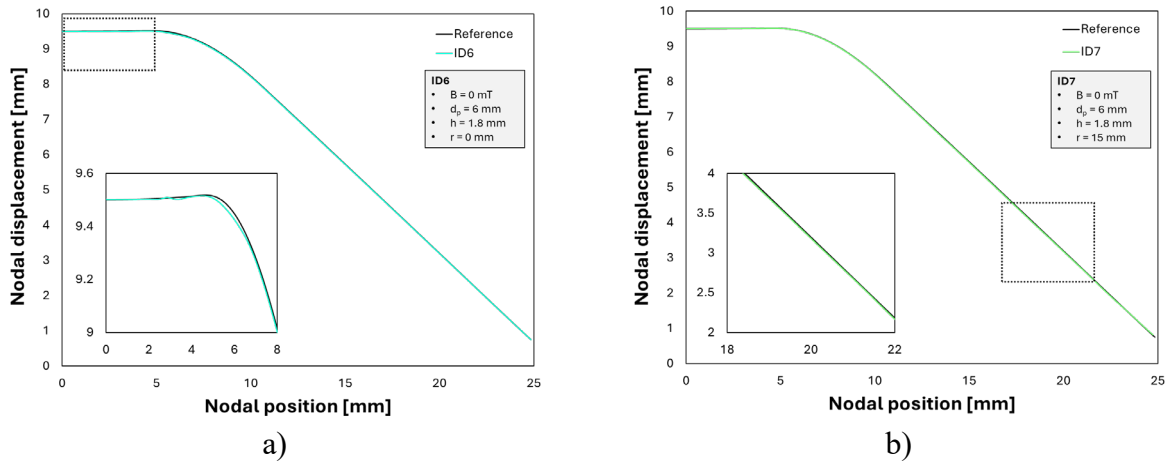 10
9
8
7
6
5
4
3
2
1
0
Nodal displacement [mm]
Reference
ID6
ID6
• B = 0 mT
• dₚ = 6 mm
• h = 1.8 mm
• r = 0 mm
9.6
9.4
9.2
9
0 2 4 6 8
0 5 10 15 20 25
Nodal position [mm]
a)
10
9
8
7
6
5
4
3
2
1
0
Nodal displacement [mm]
Reference
ID7
ID7
• B = 0 mT
• dₚ = 6 mm
• h = 1.8 mm
• r = 15 mm
4
3.5
3
2.5
2
18 20 22 22
0 5 10 15 20 25
Nodal position [mm]
b)